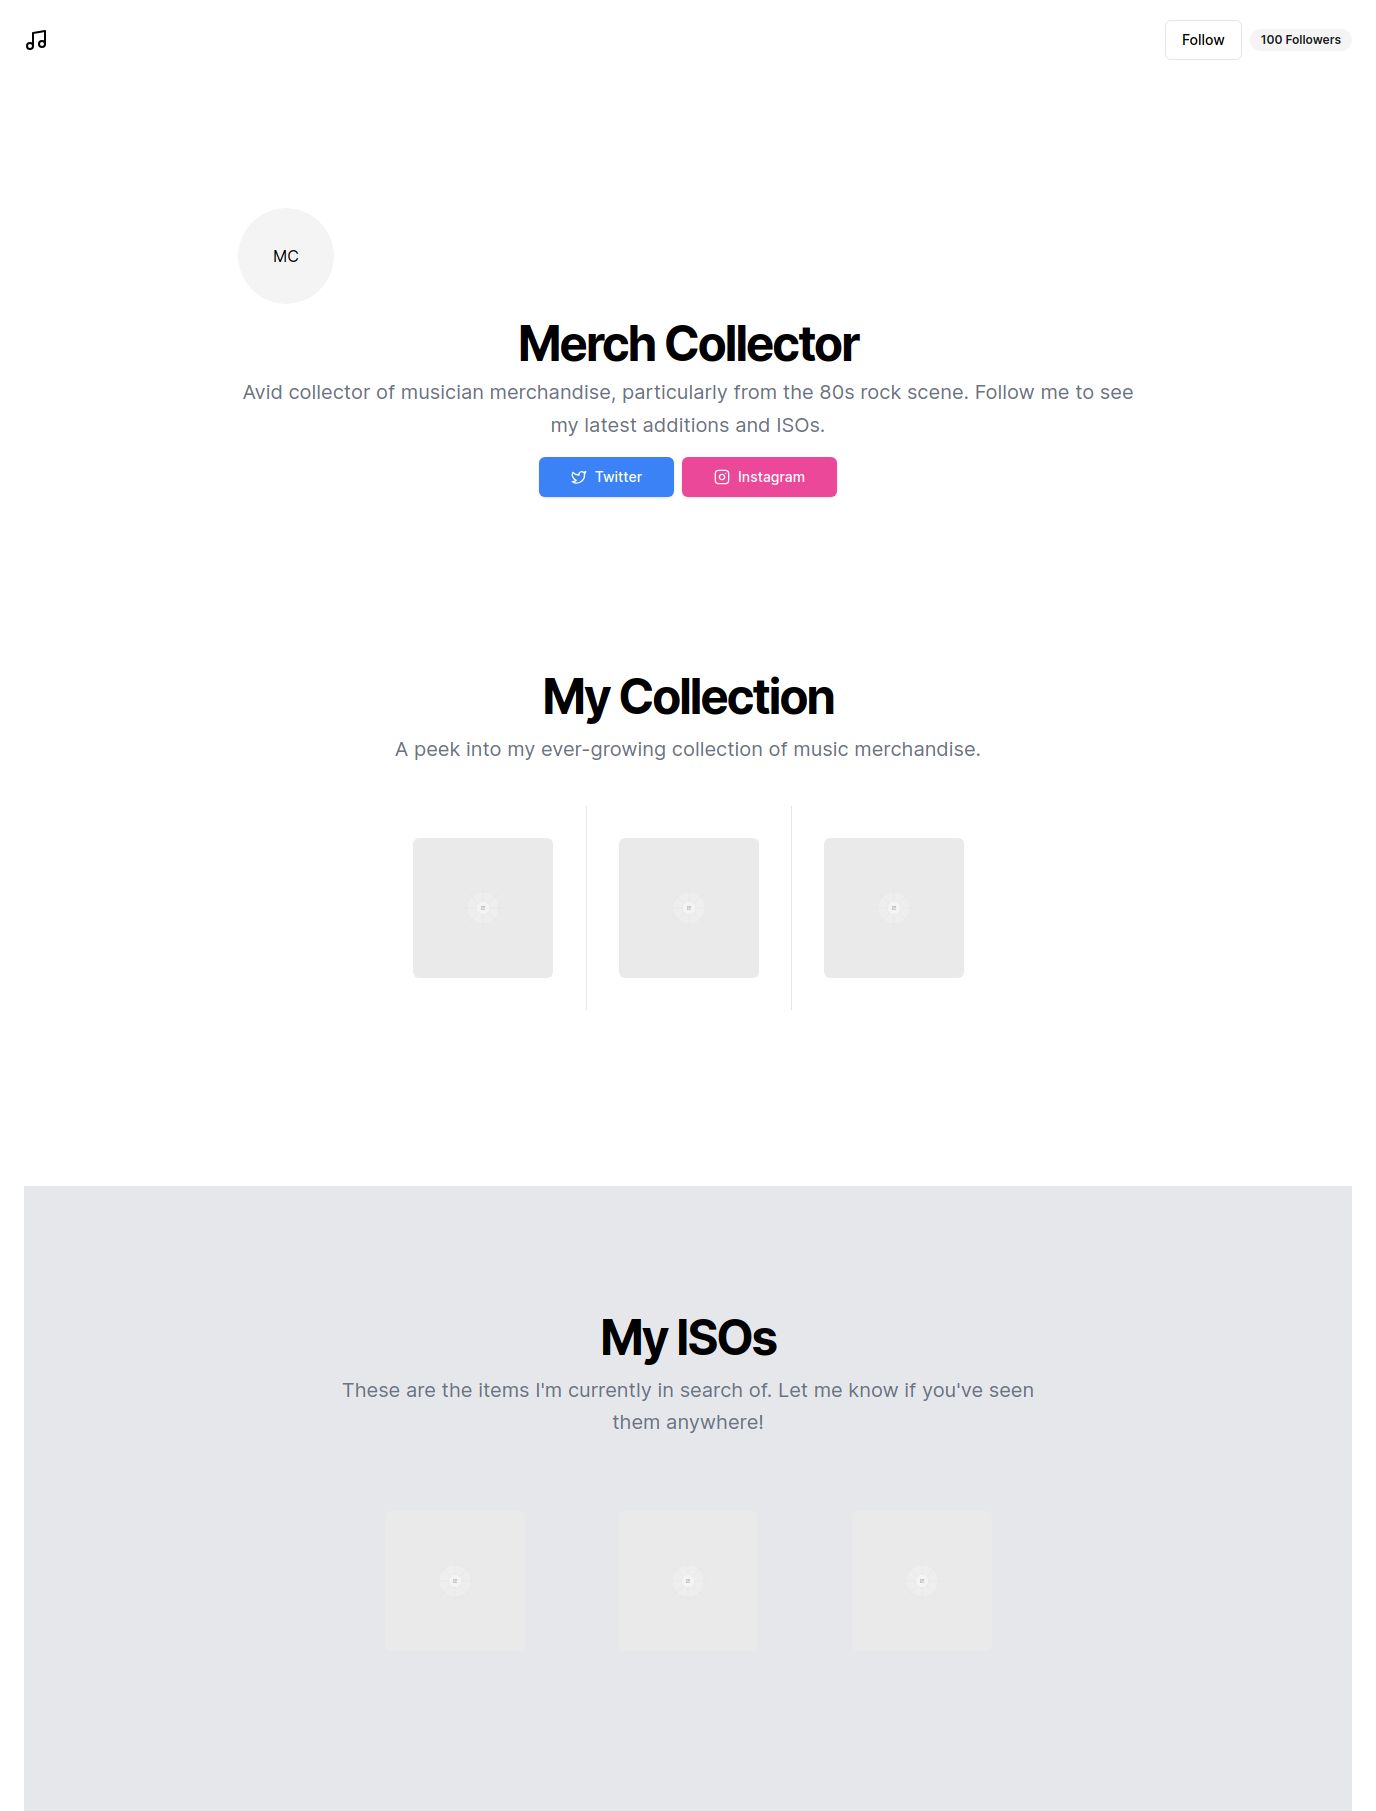 Follow
100 Followers
MC
Merch Collector
Avid collector of musician merchandise, particularly from the 80s rock scene. Follow me to see
my latest additions and ISOs.
Twitter
Instagram
My Collection
A peek into my ever-growing collection of music merchandise.
My ISOs
These are the items I'm currently in search of. Let me know if you've seen
them anywhere!